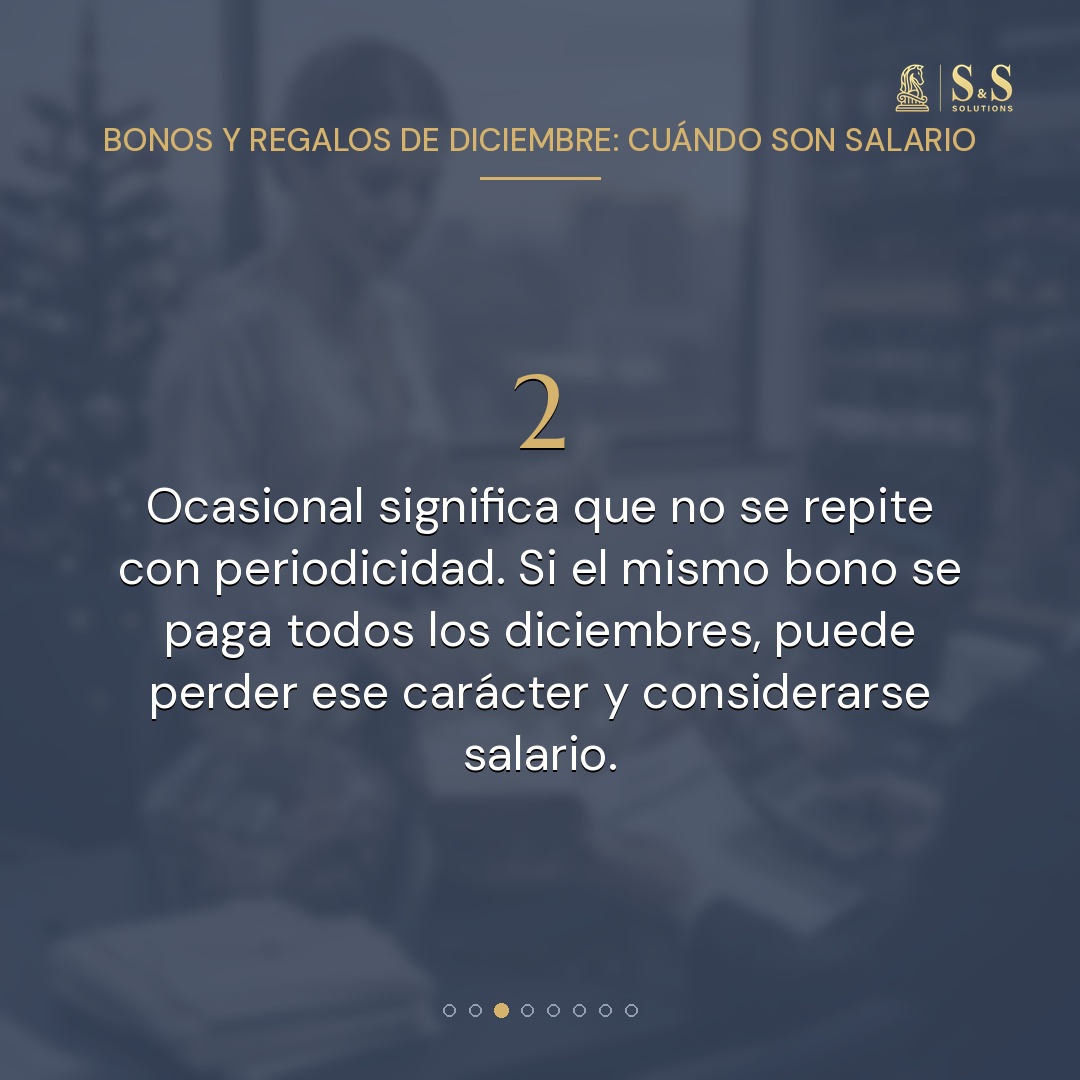 S&S
SOLUTIONS
BONOS Y REGALOS DE DICIEMBRE: CUÁNDO SON SALARIO
2
Ocasional significa que no se repite
con periodicidad. Si el mismo bono se
paga todos los diciembres, puede
perder ese carácter y considerarse
salario.